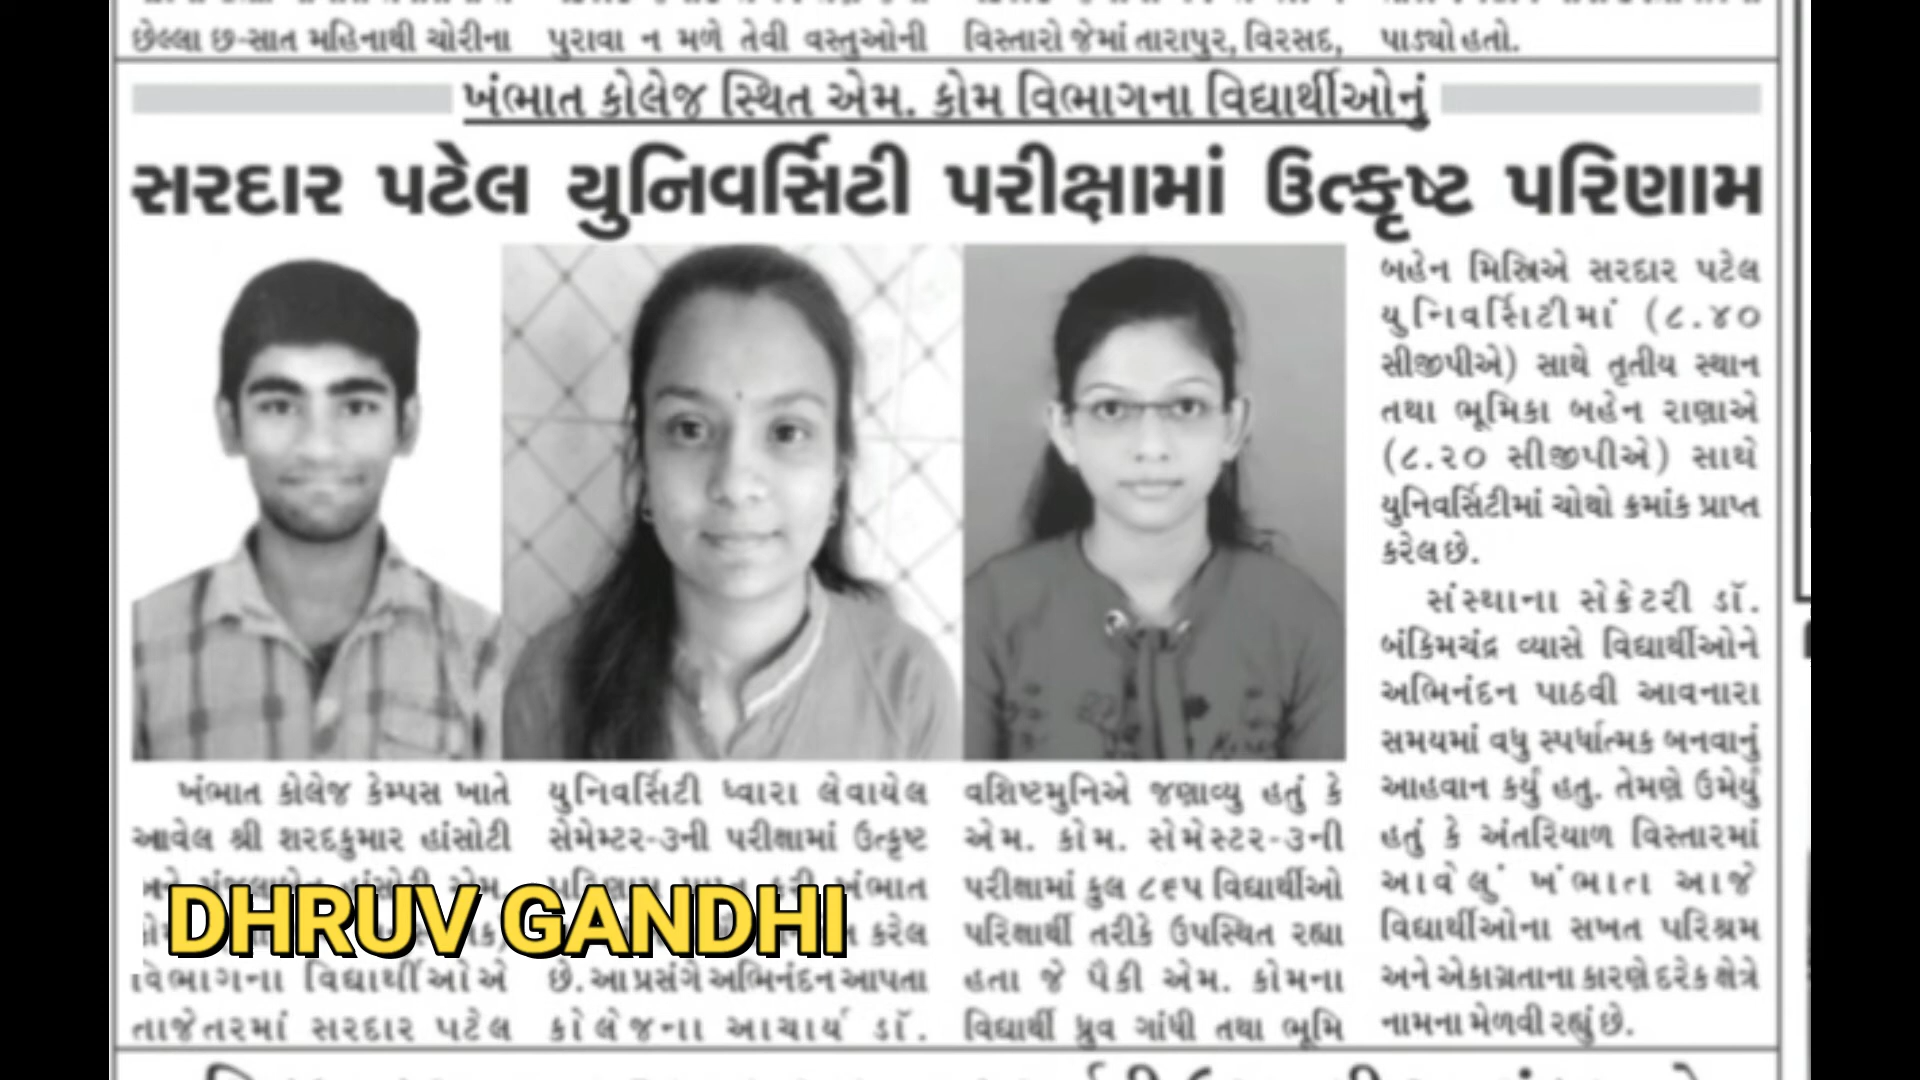 છેલ્લા છ-સાત મહિનાથી ચોરીના
પુરાવા ન મળે તેવી વસ્તુઓની
વિસ્તારો જેમાં તારાપુર, વિરસદ,
પાડ્યો હતો.
ખંભાત કોલેજ સ્થિત એમ. કોમ વિભાગના વિદ્યાર્થીઓનું
સરદાર પટેલ યુનિવર્સિટી પરીક્ષામાં ઉત્કૃષ્ટ પરિણામ
ખંભાત કોલેજ કેમ્પસ ખાતે
આવેલ શ્રી શરદકુમાર હાંસોટી
DHRUV GANDHI
વિભાગના વિદ્યાર્થીઓએ
તાજેતરમાં સરદાર પટેલ
યુનિવર્સિટી ધ્વારા લેવાયેલ
સેમેમ્ટર-૩ની પરીક્ષામાં ઉત્કૃષ્ટ
ખંભાત
કરેલ
છે. આ પ્રસંગે અભિનંદન આપતા
કોલેજના આચાર્ય ડૉ.
વશિષ્ટમુનિએ જણાવ્યુ હતું કે
એમ. કોમ. સેમેસ્ટર-૩ની
પરીક્ષામાં કુલ ૮૯૫ વિદ્યાર્થીઓ
પરિક્ષાર્થી તરીકે ઉપસ્થિત રહ્યા
હતા જે પૈકી એમ. કોમના
વિદ્યાર્થી ધ્રુવ ગાંધી તથા ભૂમિ
બહેન મિસ્ત્રિએ સરદાર પટેલ
યુનિવર્સિટીમાં (૮.૪૦
સીજીપીએ) સાથે તૃતીય સ્થાન
તથા ભૂમિકા બહેન રાણાએ
(૮.૨૦ સીજીપીએ) સાથે
યુનિવર્સિટીમાં ચોથો ક્રમાંક પ્રાપ્ત
કરેલ છે.
સંસ્થાના સેક્રેટરી ડૉ.
બંકિમચંદ્ર વ્યાસે વિદ્યાર્થીઓને
અભિનંદન પાઠવી આવનારા
સમયમાં વધુ સ્પર્ધાત્મક બનવાનું
આહવાન કર્યુ હતુ. તેમણે ઉમેર્યુ
હતું કે અંતરિયાળ વિસ્તારમાં
આવેલું ખંભાત આજે
વિદ્યાર્થીઓના સખત પરિશ્રમ
અને એકાગ્રતાના કારણે દરેક ક્ષેત્રે
નામના મેળવી રહ્યું છે.